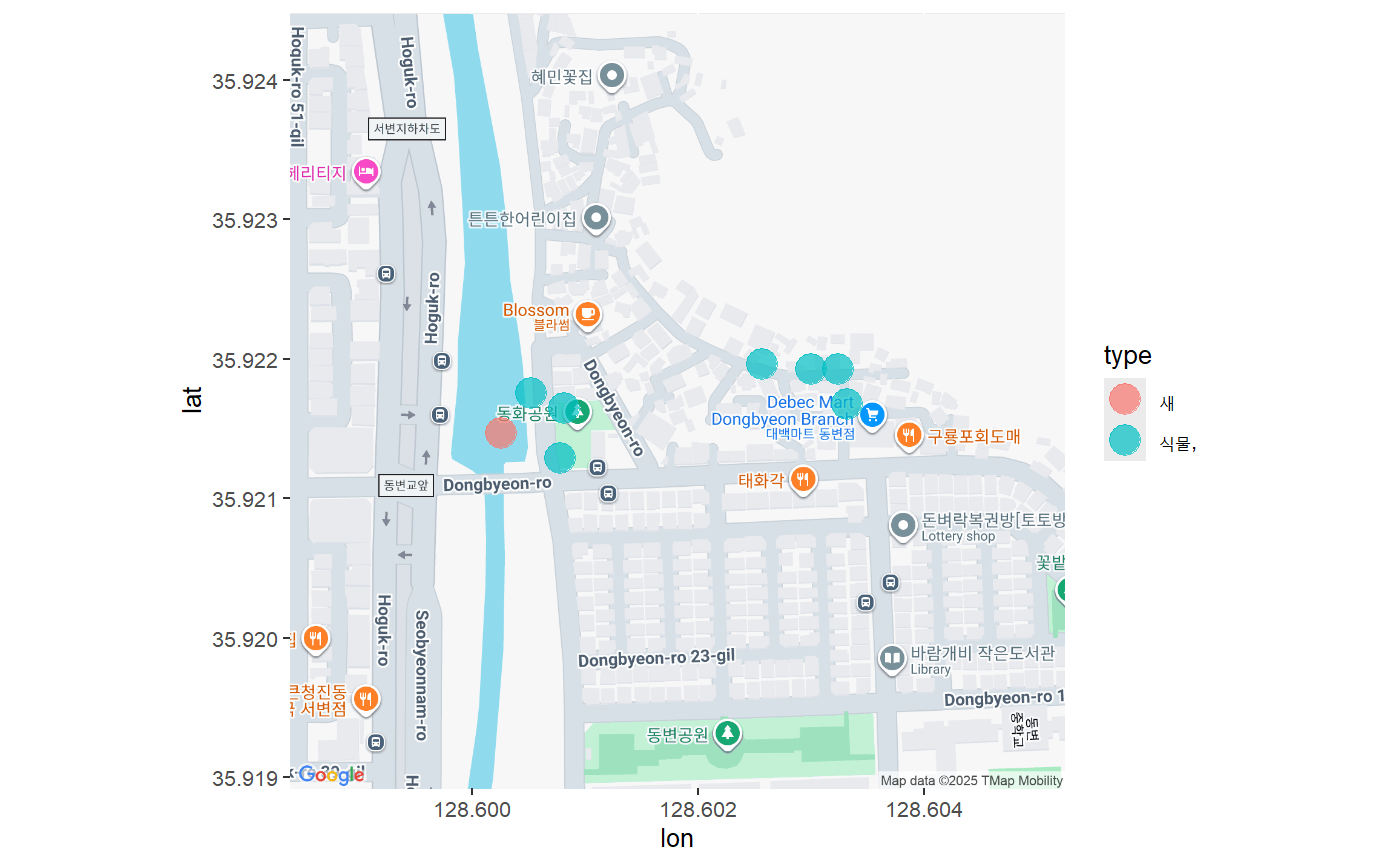 lat
35.924
35.923
35.922
35.921
35.920
35.919
Hoguk-ro 51-gil
Hoguk-ro
혜민꽃집
서변지하차도
헤리티지
튼튼한어린이집
Hoguk-ro
Blossom
블라썸
Dongbyeon-ro
동화공원
Debec Mart
Dongbyeon Branch
대백마트 동변점
구룡포회도매
동변교앞
Dongbyeon-ro
태화각
돈벼락복권방[토토방
Lottery shop
꽃밭
Hoguk-ro
Seobyeonnam-ro
Dongbyeon-ro 23-gil
바람개비 작은도서관
Library
큰청진동
서변점
Dongbyeon-ro 1
동변공원
동변
중학교
Google
Map data ©2025 TMap Mobility
128.600
128.602
128.604
lon
type
새
식물,